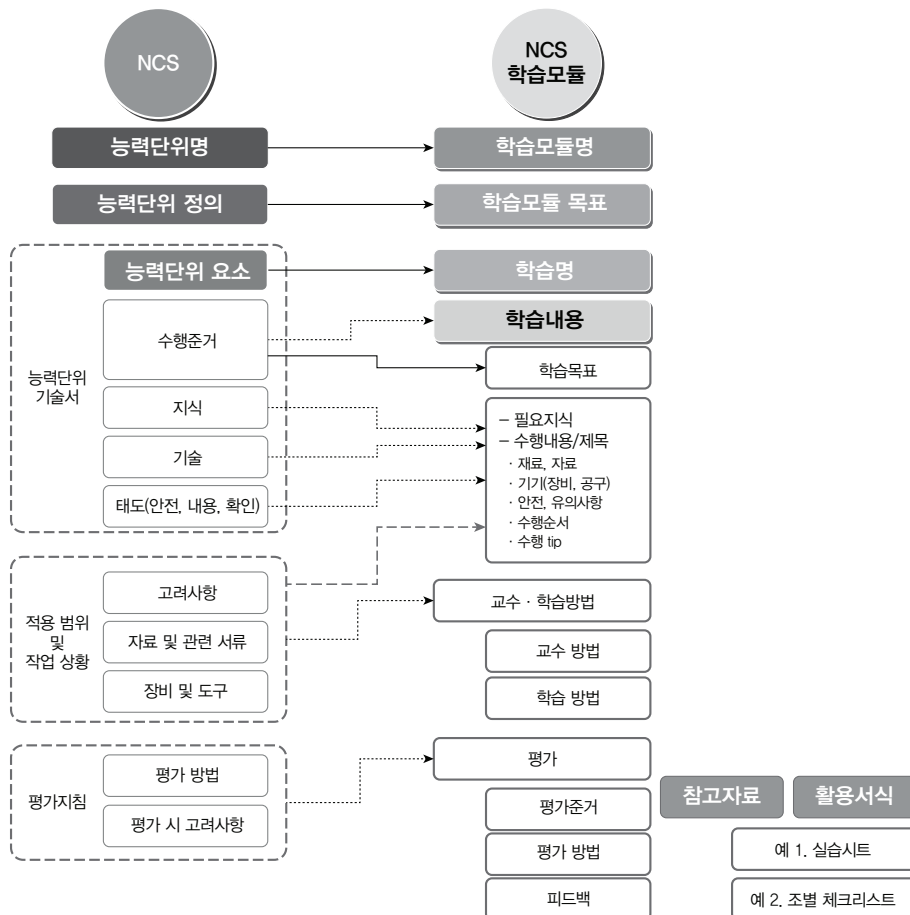 NCS
NCS
학습모듈
능력단위명
학습모듈명
능력단위 정의
학습모듈 목표
능력단위 요소
학습명
수행준거
학습내용
학습목표
능력단위
기술서
지식
기술
태도(안전, 내용, 확인)
– 필요지식
– 수행내용/제목
· 재료, 자료
· 기기(장비, 공구)
· 안전, 유의사항
· 수행순서
· 수행 tip
적용 범위
및
작업 상황
고려사항
자료 및 관련 서류
장비 및 도구
교수 · 학습방법
교수 방법
학습 방법
평가지침
평가 방법
평가 시 고려사항
평가
평가준거
평가 방법
피드백
참고자료
활용서식
예 1. 실습시트
예 2. 조별 체크리스트